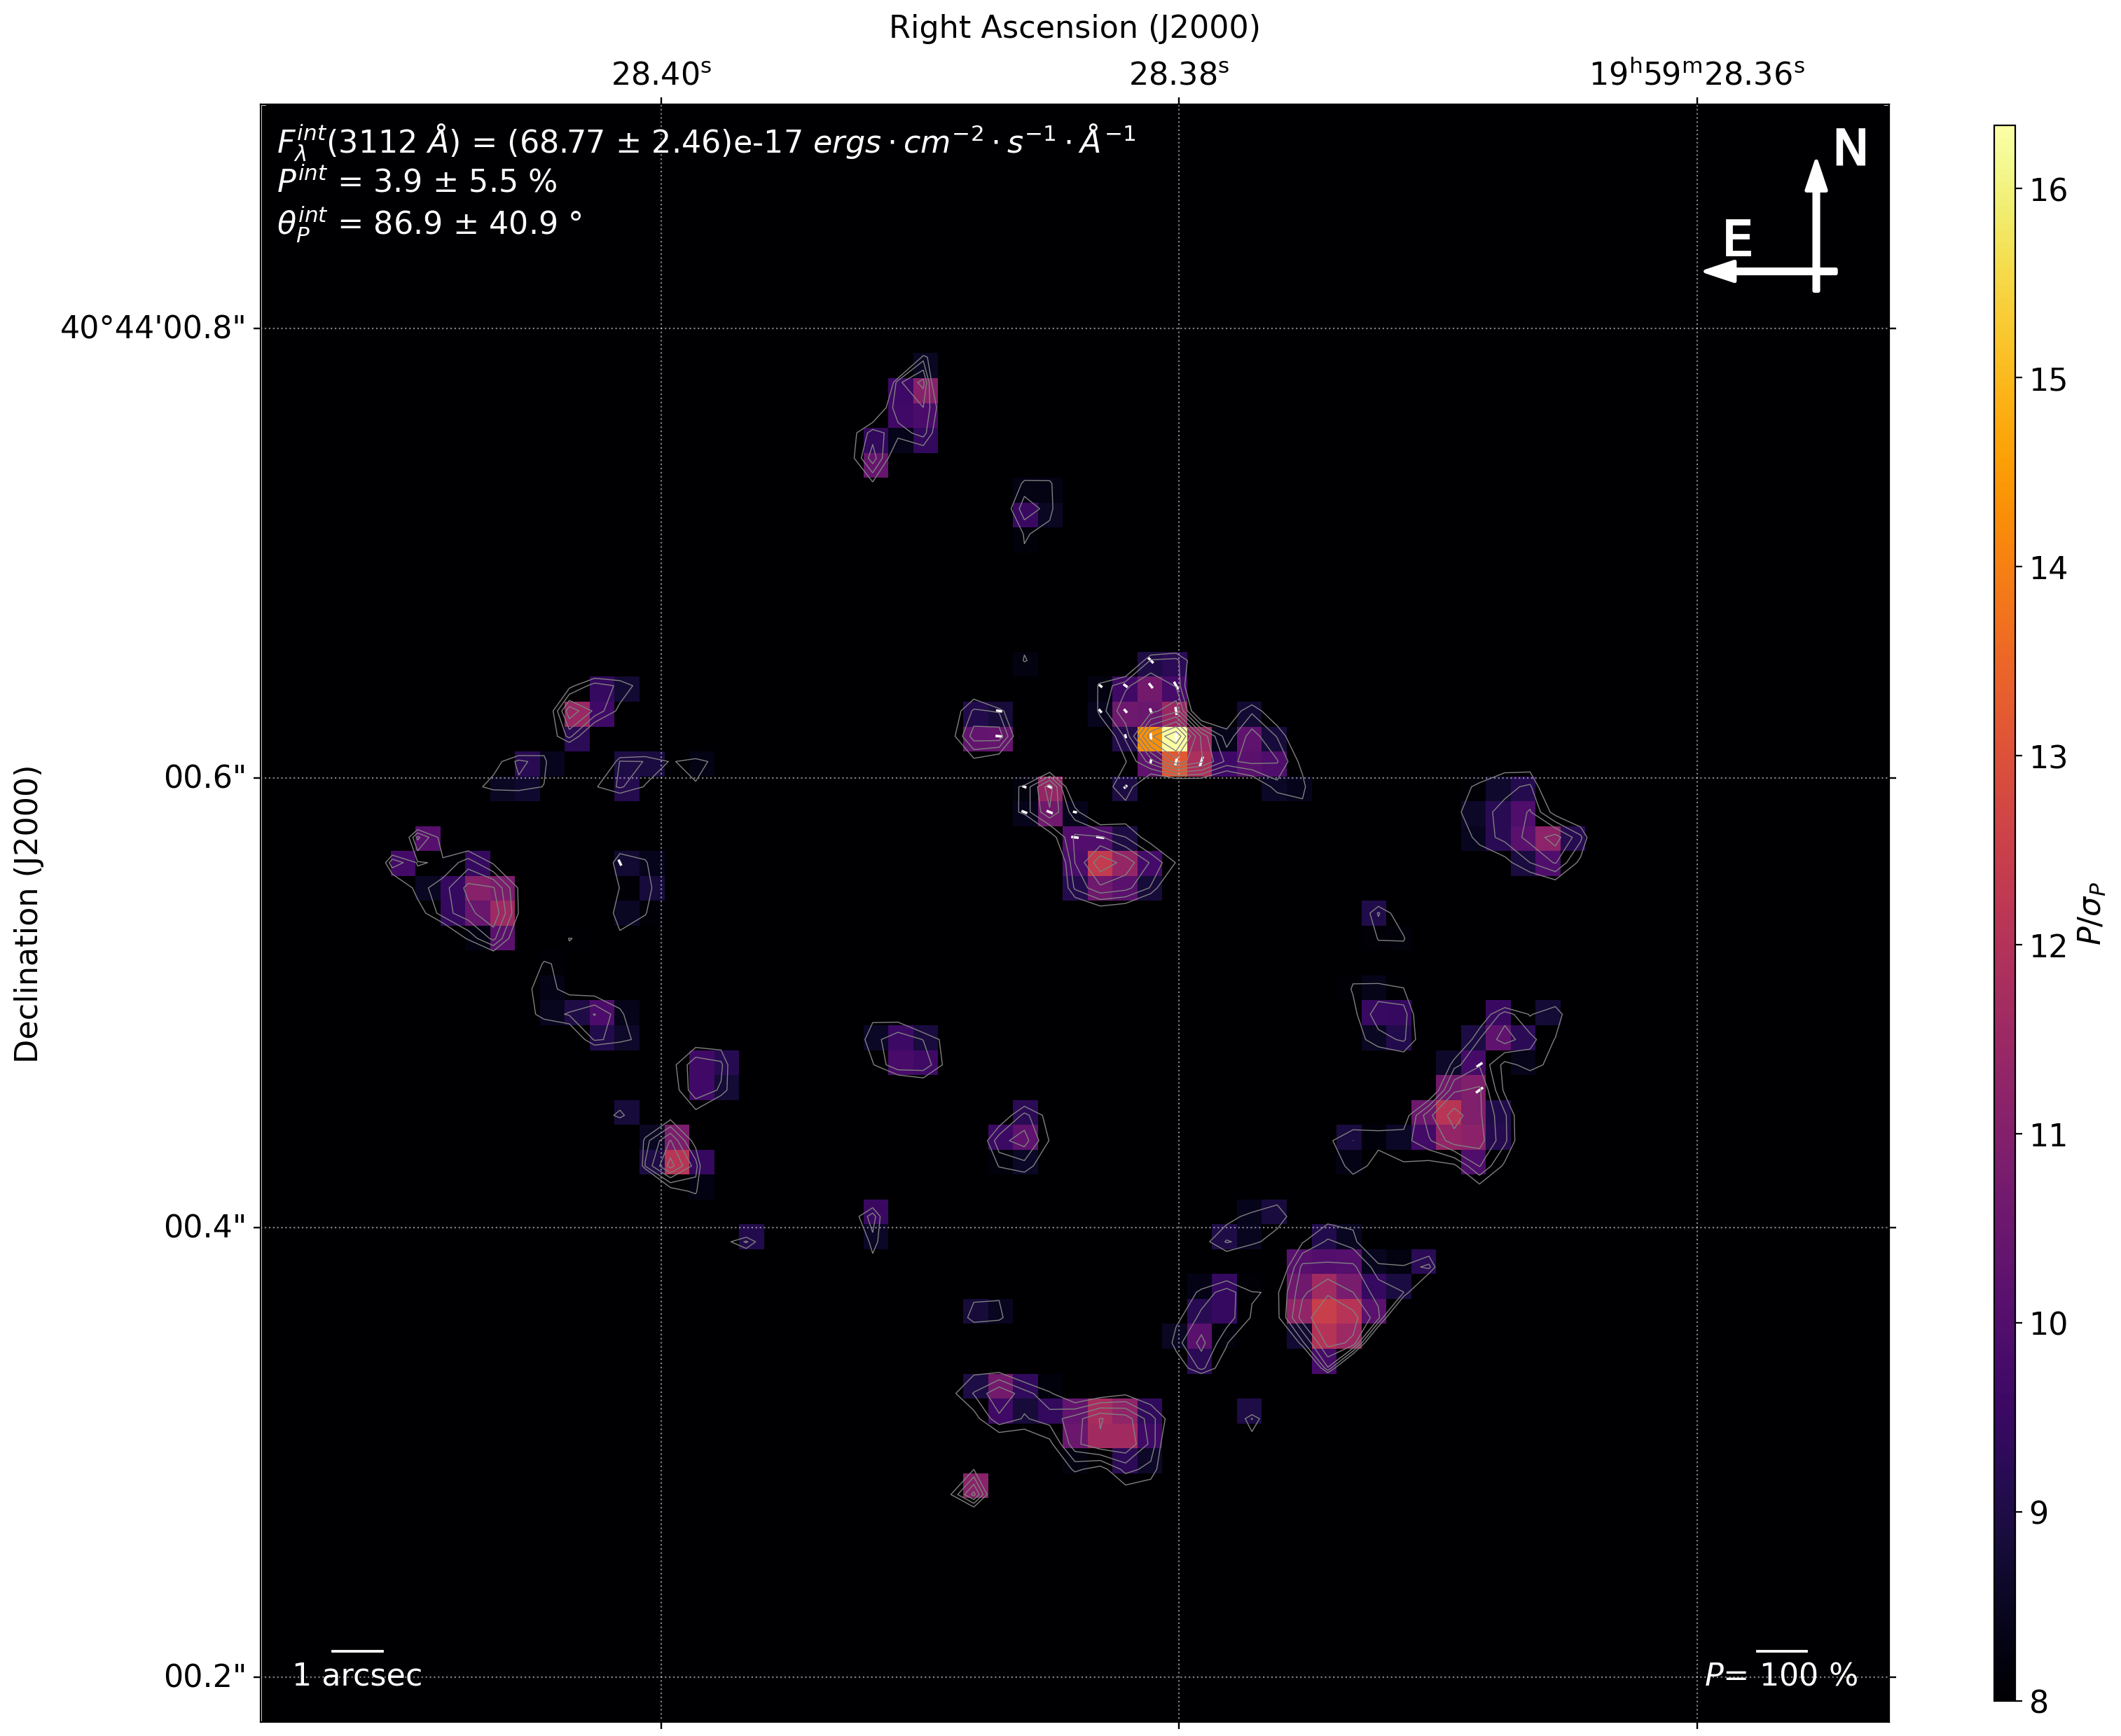 Right Ascension (J2000)
28.40ˢ 28.38ˢ 19ʰ59ᵐ28.36ˢ
F_λ^int(3112 Å) = (68.77 ± 2.46)e-17 ergs · cm⁻² · s⁻¹ · Å⁻¹
P^int = 3.9 ± 5.5 %
θ_P^int = 86.9 ± 40.9 °
N
E
40°44'00.8"
00.6"
00.4"
00.2"
Declination (J2000)
1 arcsec
P= 100 %
16
15
14
13
12
11
10
9
8
P/σ_P